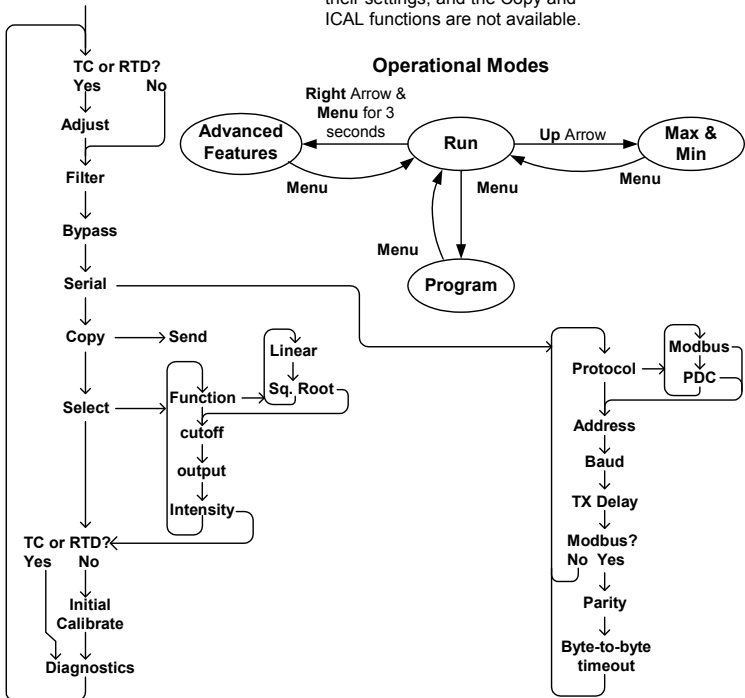 their settings, and the Copy and
ICAL functions are not available.
Operational Modes
Right Arrow &
Menu for 3
seconds
Advanced
Features
Run
Up Arrow
Max &
Min
Menu
Menu
Menu
Menu
Program
TC or RTD?
Yes No
Adjust
Filter
Bypass
Serial
Copy
Send
Select
Function
Linear
Sq. Root
cutoff
output
Intensity
TC or RTD?
Yes No
Initial
Calibrate
Diagnostics
Protocol
Modbus
PDC
Address
Baud
TX Delay
Modbus?
No Yes
Parity
Byte-to-byte
timeout